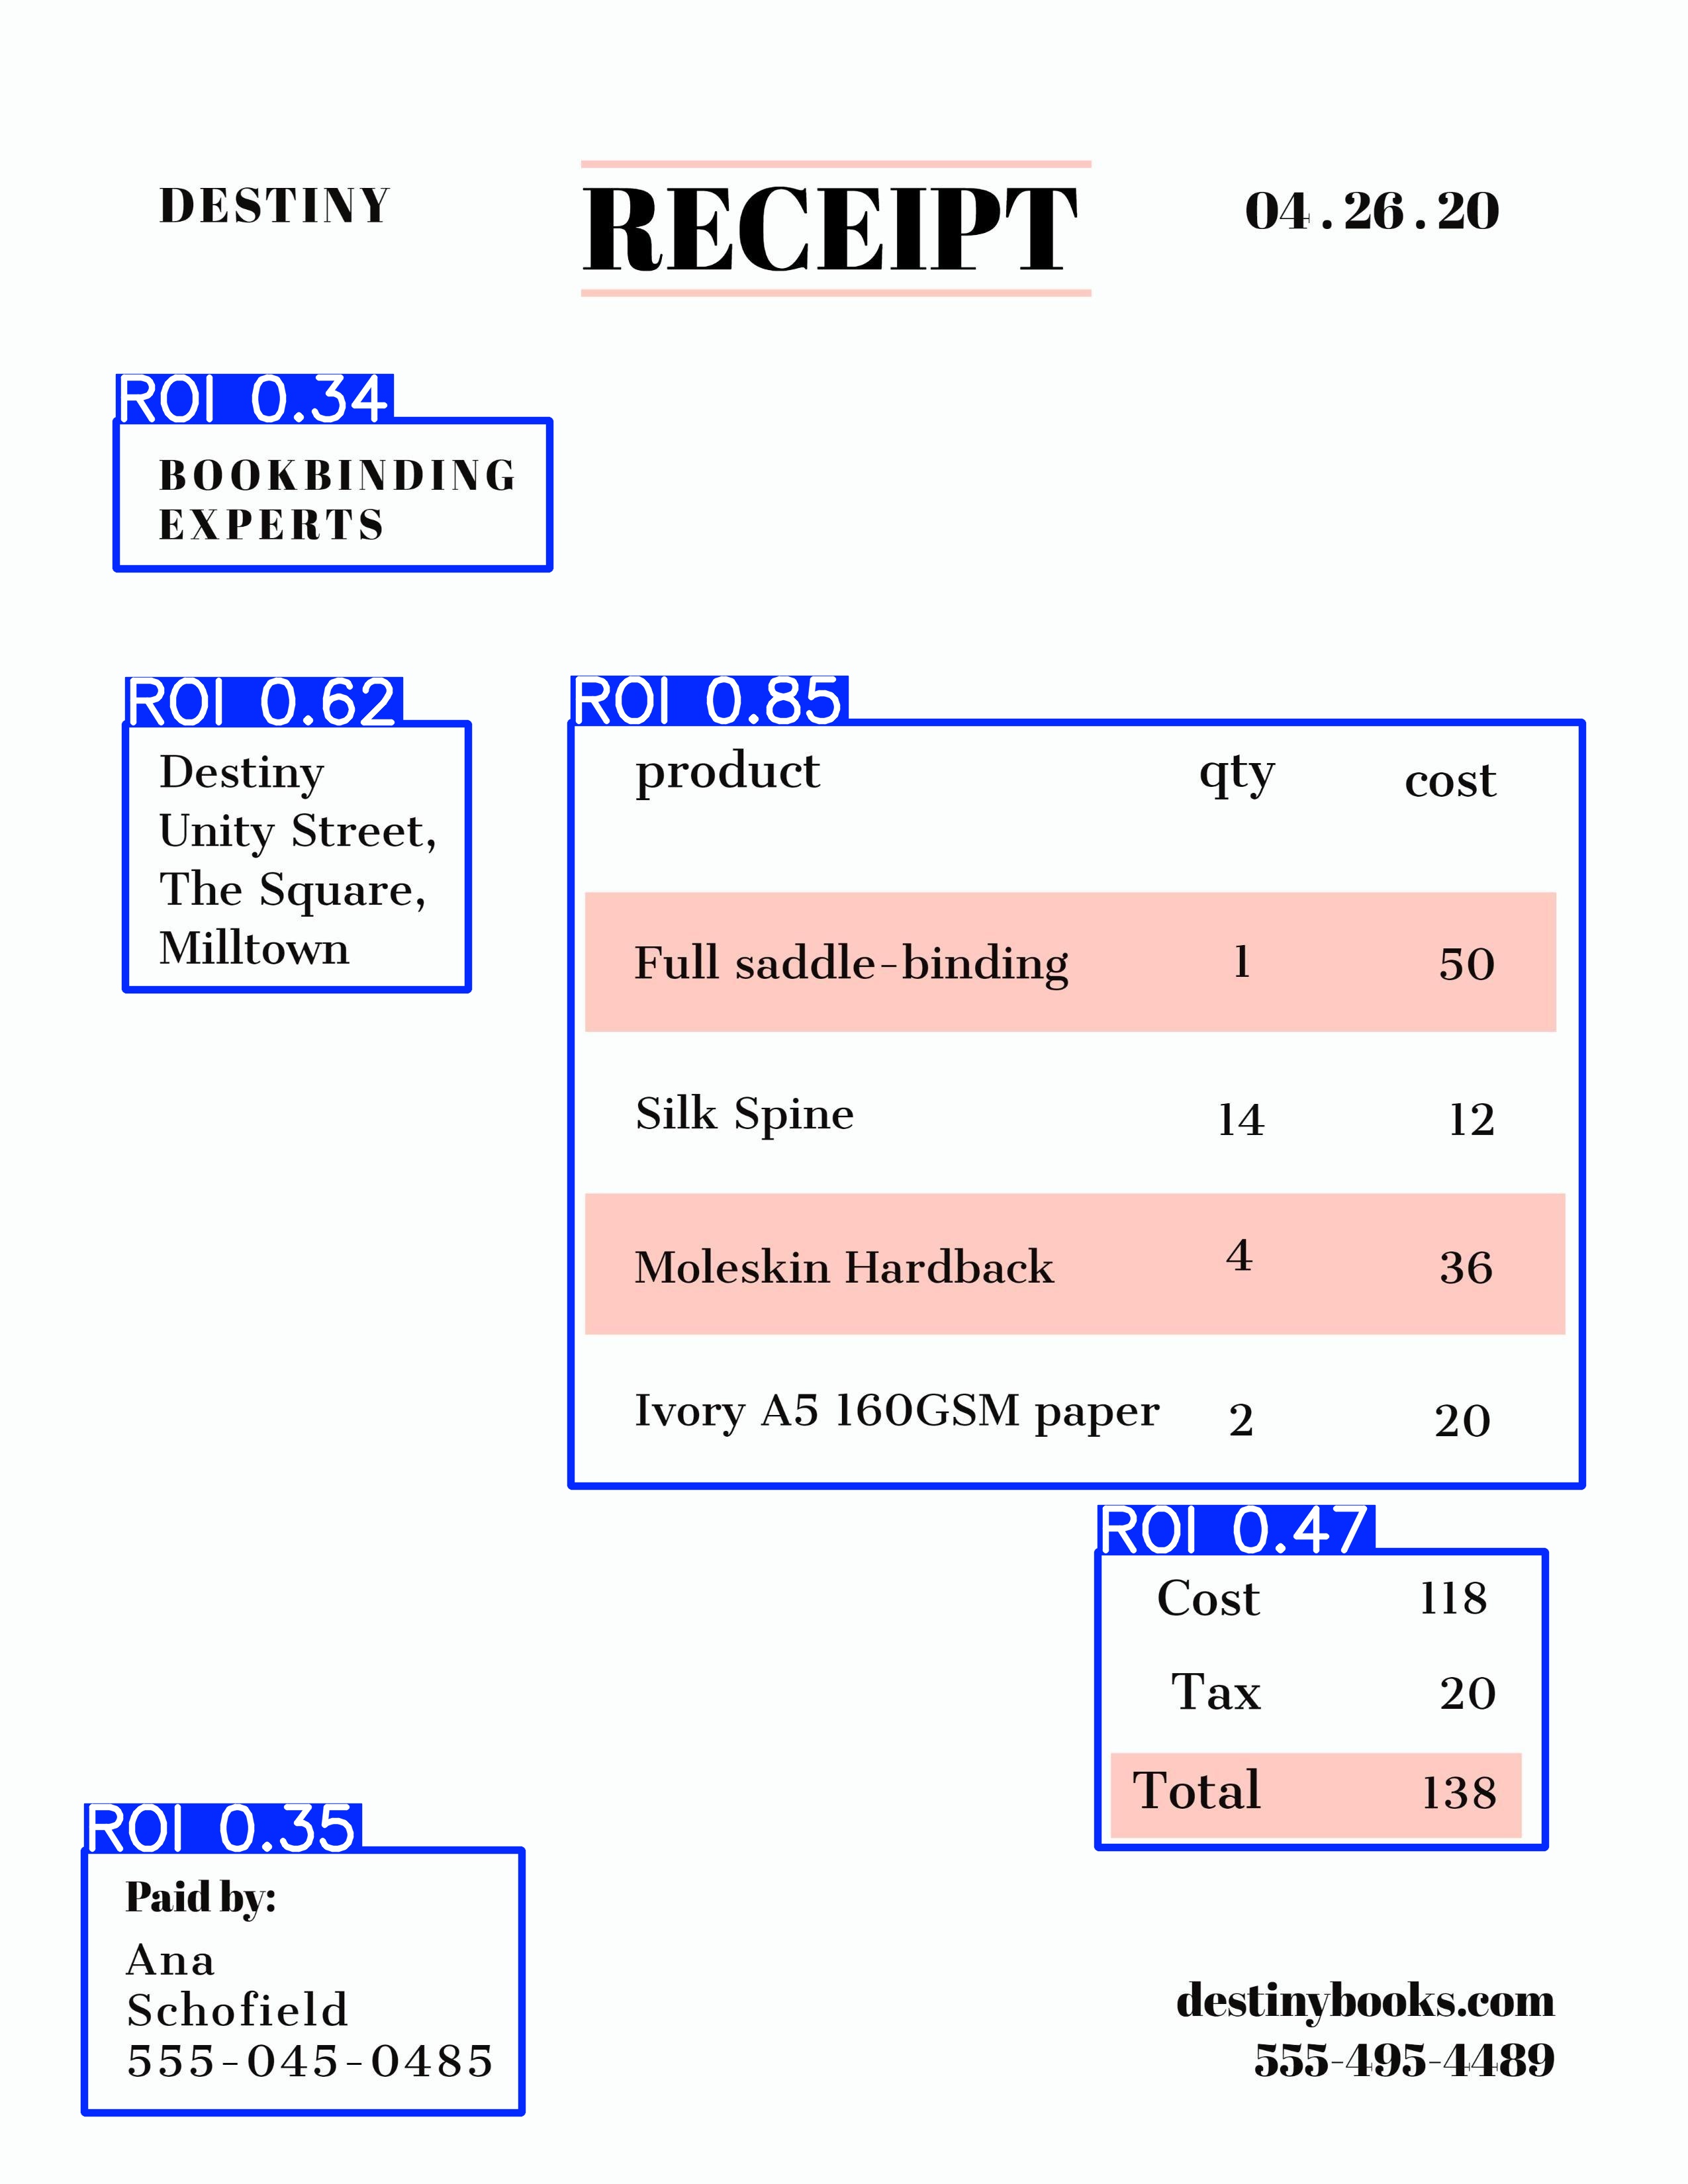 DESTINY RECEIPT 04.26.20
ROI 0.34
BOOKBINDING
EXPERTS
ROI 0.62
Destiny
Unity Street,
The Square,
Milltown
ROI 0.85
product qty cost
Full saddle-binding 1 50
Silk Spine 14 12
Moleskin Hardback 4 36
Ivory A5 160GSM paper 2 20
ROI 0.47
Cost 118
Tax 20
Total 138
ROI 0.35
Paid by:
Ana
Schofield
555-045-0485
destinybooks.com
555-495-4489